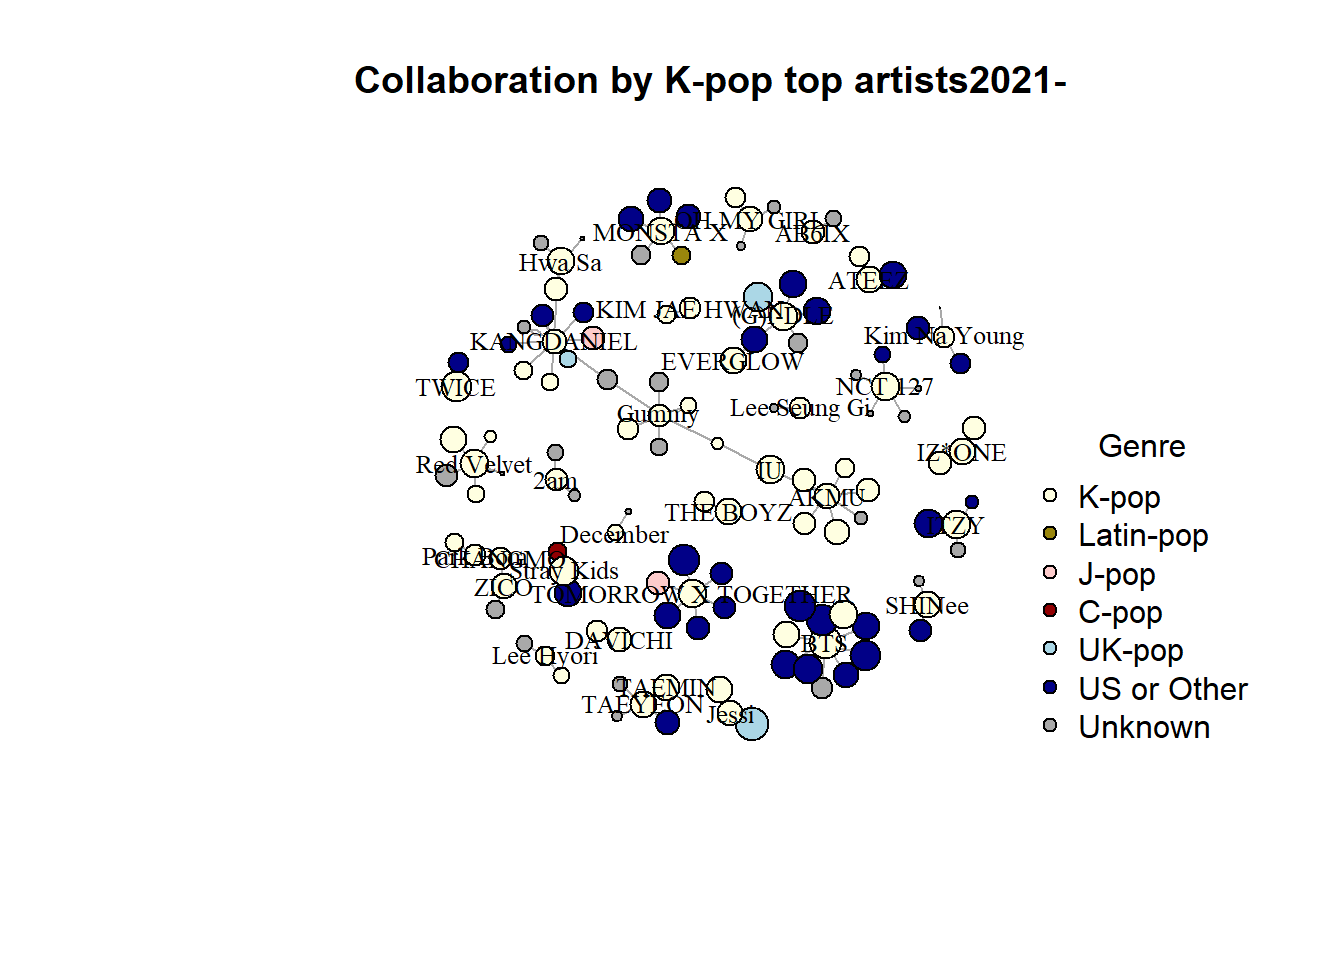 Collaboration by K-pop top artists2021-
OH MY GIRL
MONSTA X
AB6IX
Hwa Sa
ATEEZ
KIM JAE HWAN
(G)I-DLE
Kim Na Young
KANGDANIEL
EVERGLOW
TWICE
NCT 127
Lee Seung Gi
Gummy
IZ*ONE
Red Velvet
IU
2am
AKMU
THE BOYZ
ITZY
December
Park Bom
CHANGMO
Stray Kids
ZICO
TOMORROW X TOGETHER
SHINee
DAVICHI
BTS
Lee Hyori
TAEMIN
TAEYEON
Jessi
Genre
K-pop
Latin-pop
J-pop
C-pop
UK-pop
US or Other
Unknown